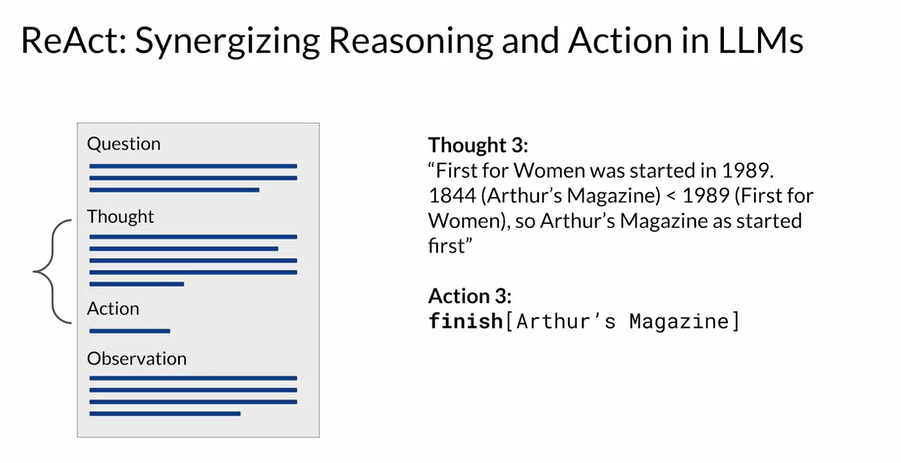 ReAct: Synergizing Reasoning and Action in LLMs
Question
Thought
Action
Observation
Thought 3:
“First for Women was started in 1989.
1844 (Arthur’s Magazine) < 1989 (First for
Women), so Arthur’s Magazine as started
first”
Action 3:
finish[Arthur’s Magazine]